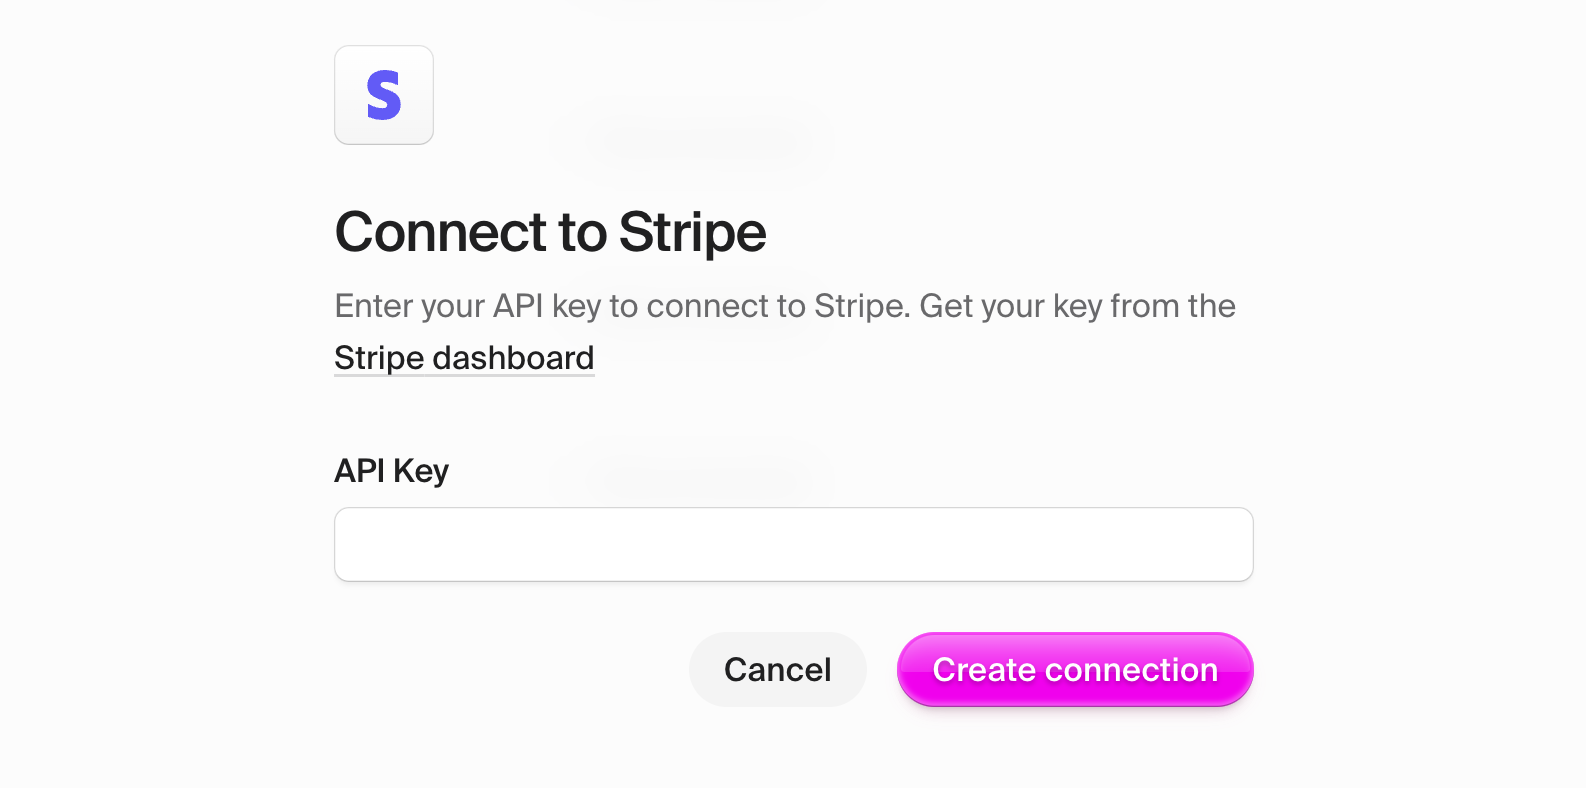 S
Connect to Stripe
Enter your API key to connect to Stripe. Get your key from the
Stripe dashboard
API Key
Cancel
Create connection